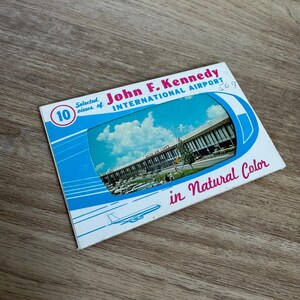 10
Selected
views of
John F. Kennedy
INTERNATIONAL AIRPORT
in Natural Color